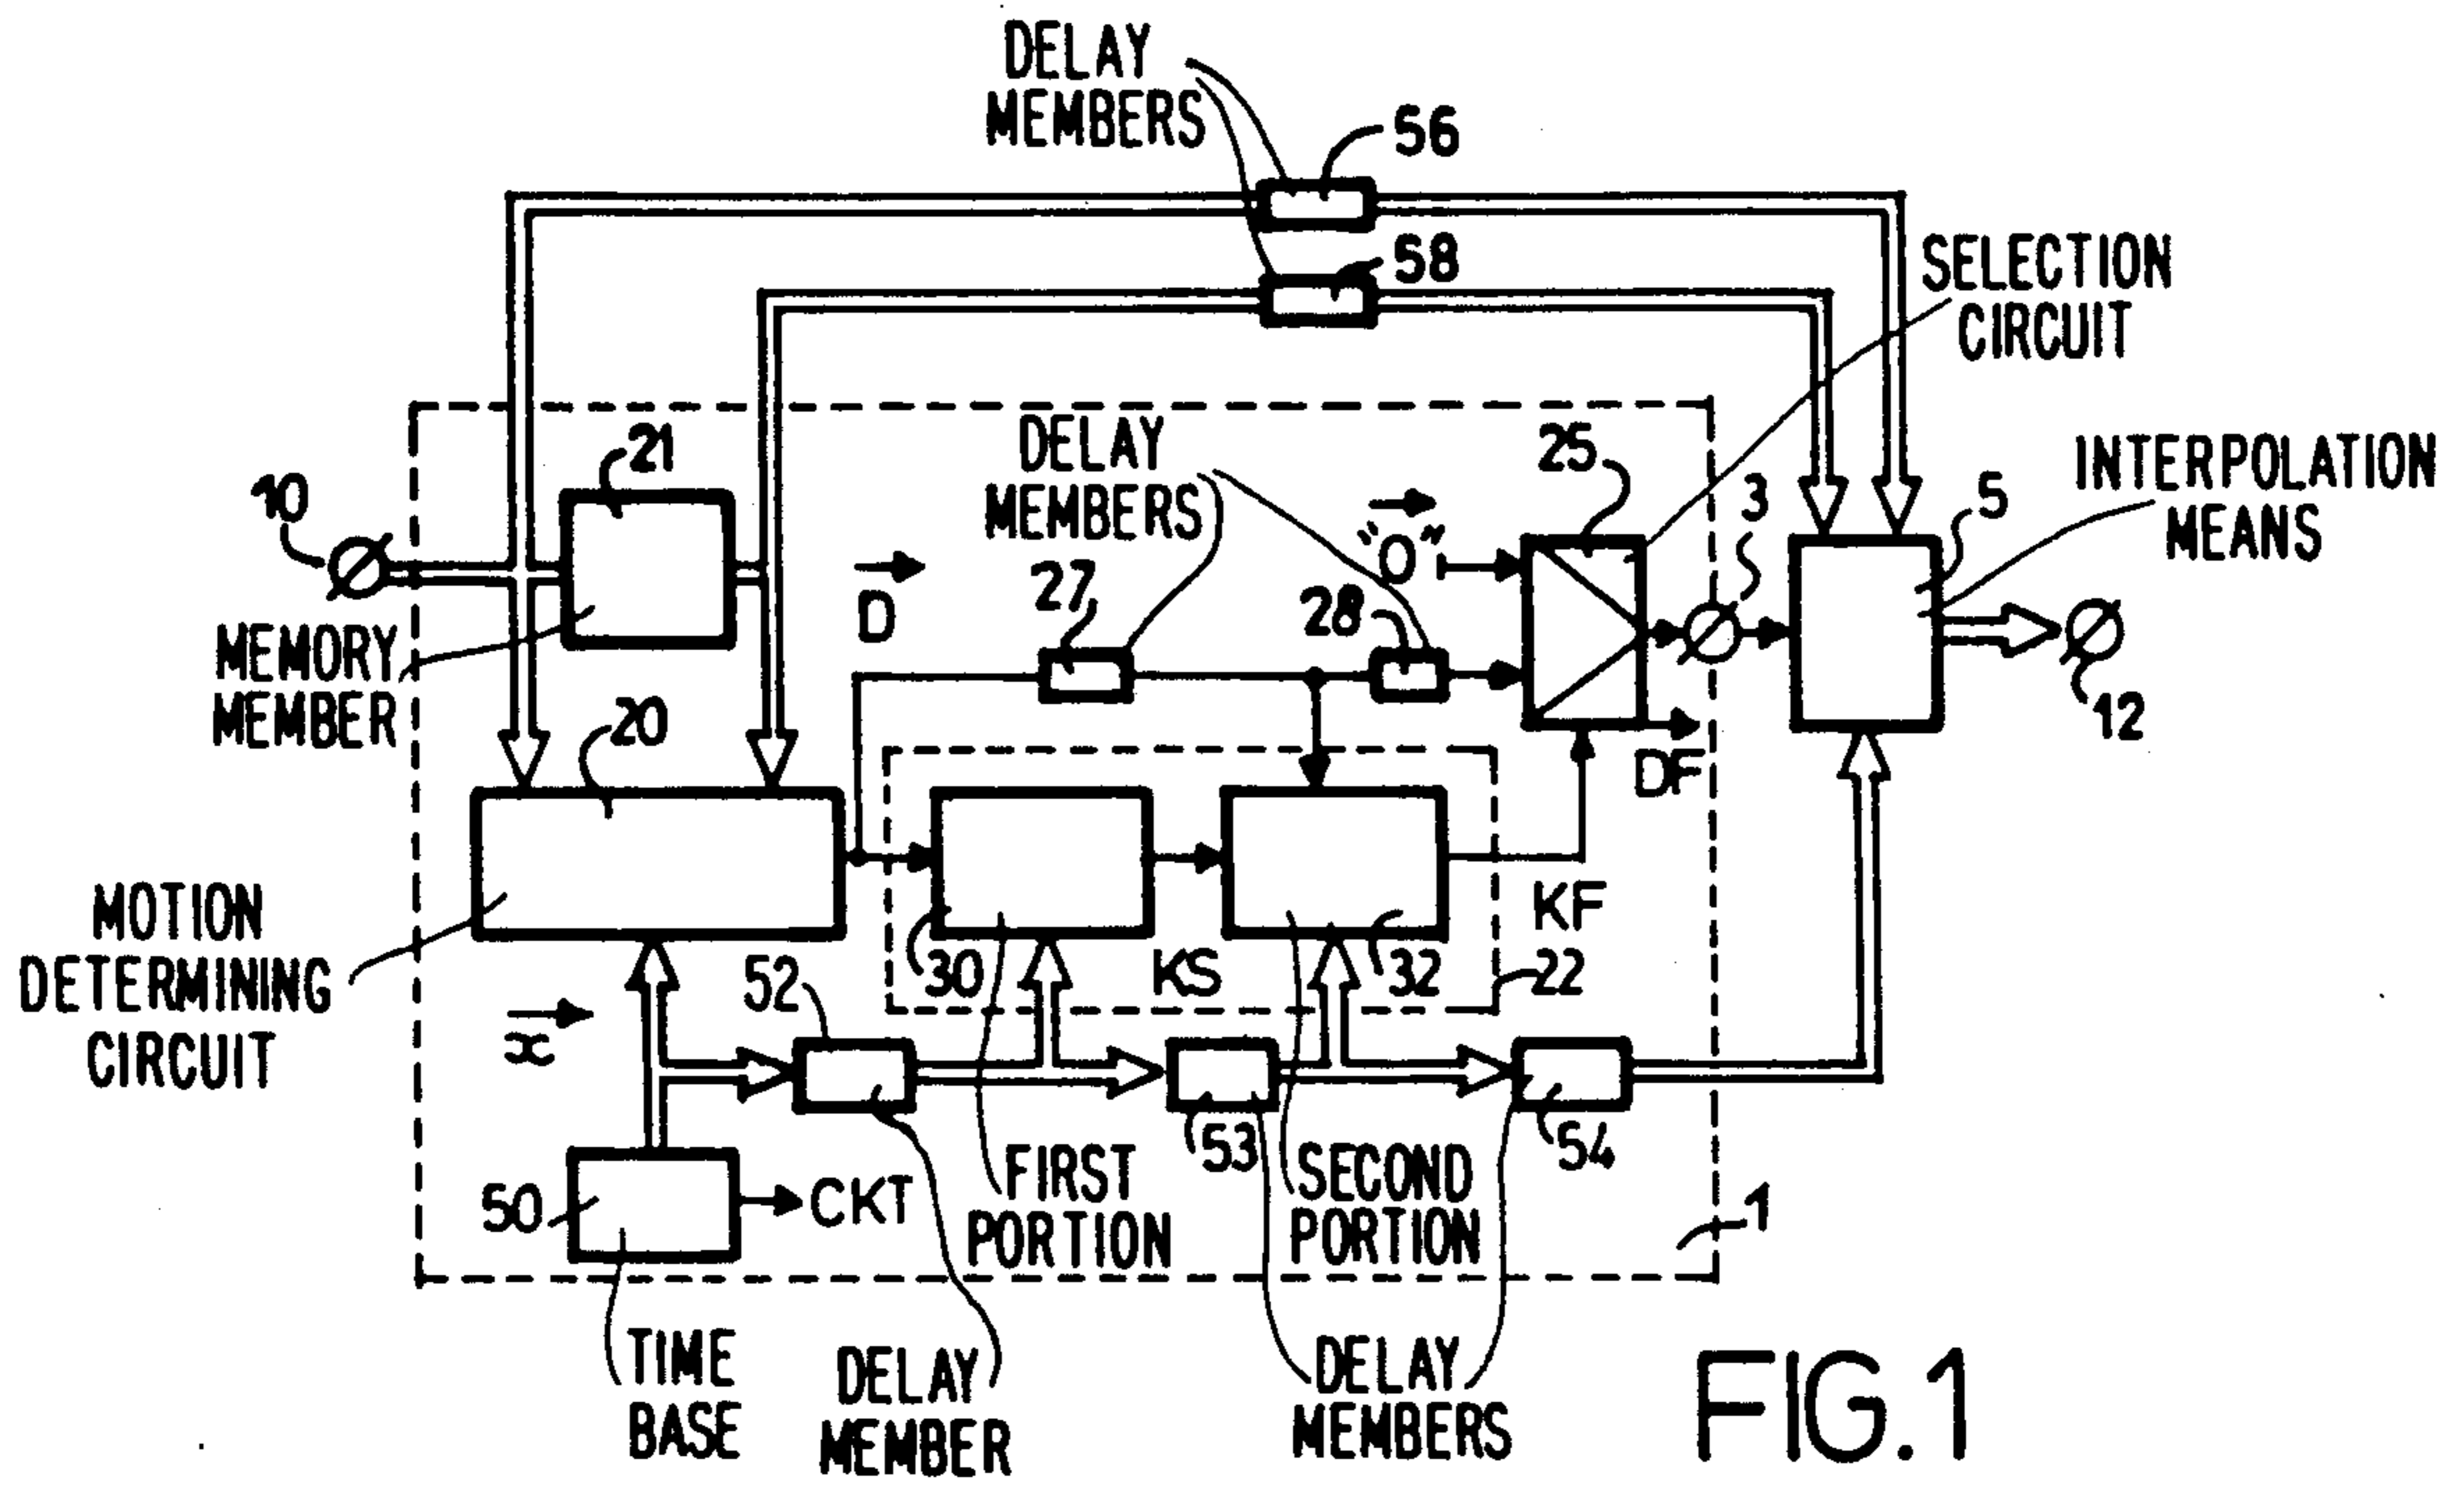 DELAY
MEMBERS
56
58
SELECTION
CIRCUIT
21
DELAY
MEMBERS
25
INTERPOLATION
MEANS
10
3
5
"O"
27
D
28
MEMORY
MEMBER
12
20
DF
MOTION
DETERMINING
CIRCUIT
KF
52
30
KS
32
22
x
53
54
FIRST
PORTION
SECOND
PORTION
50
CKT
1
TIME
BASE
DELAY
MEMBER
DELAY
MEMBERS
FIG.1